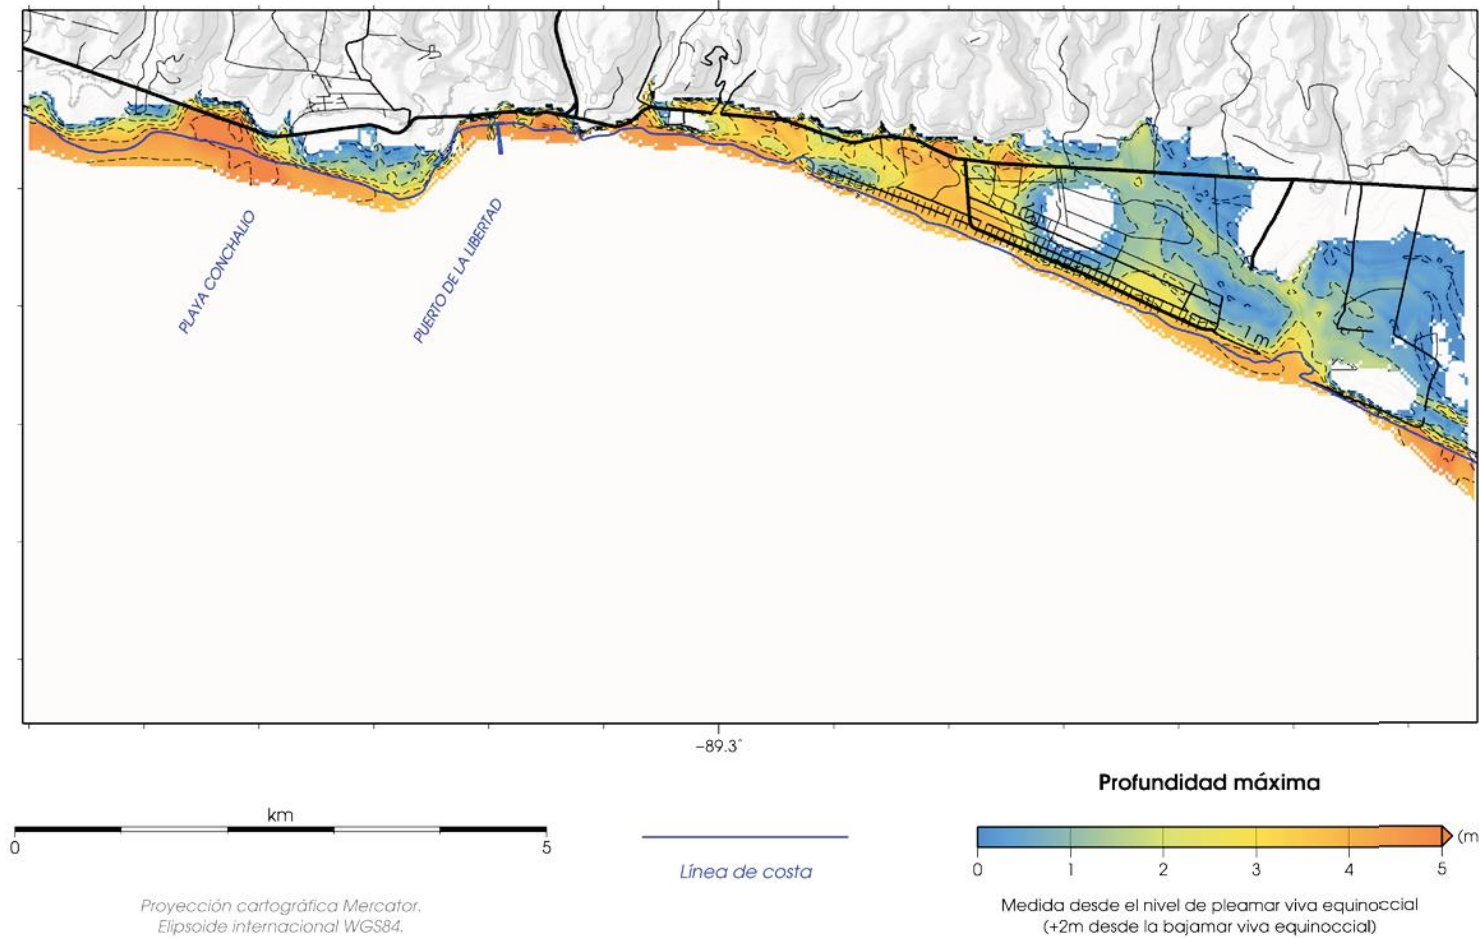 PLAYA CONCHALIO
PUERTO DE LA LIBERTAD
1 m
−89.3°
Profundidad máxima
km
0 5
Línea de costa
(m
0 1 2 3 4 5
Proyección cartográfica Mercator.
Elipsoide internacional WGS84.
Medida desde el nivel de pleamar viva equinoccial
(+2m desde la bajamar viva equinoccial)